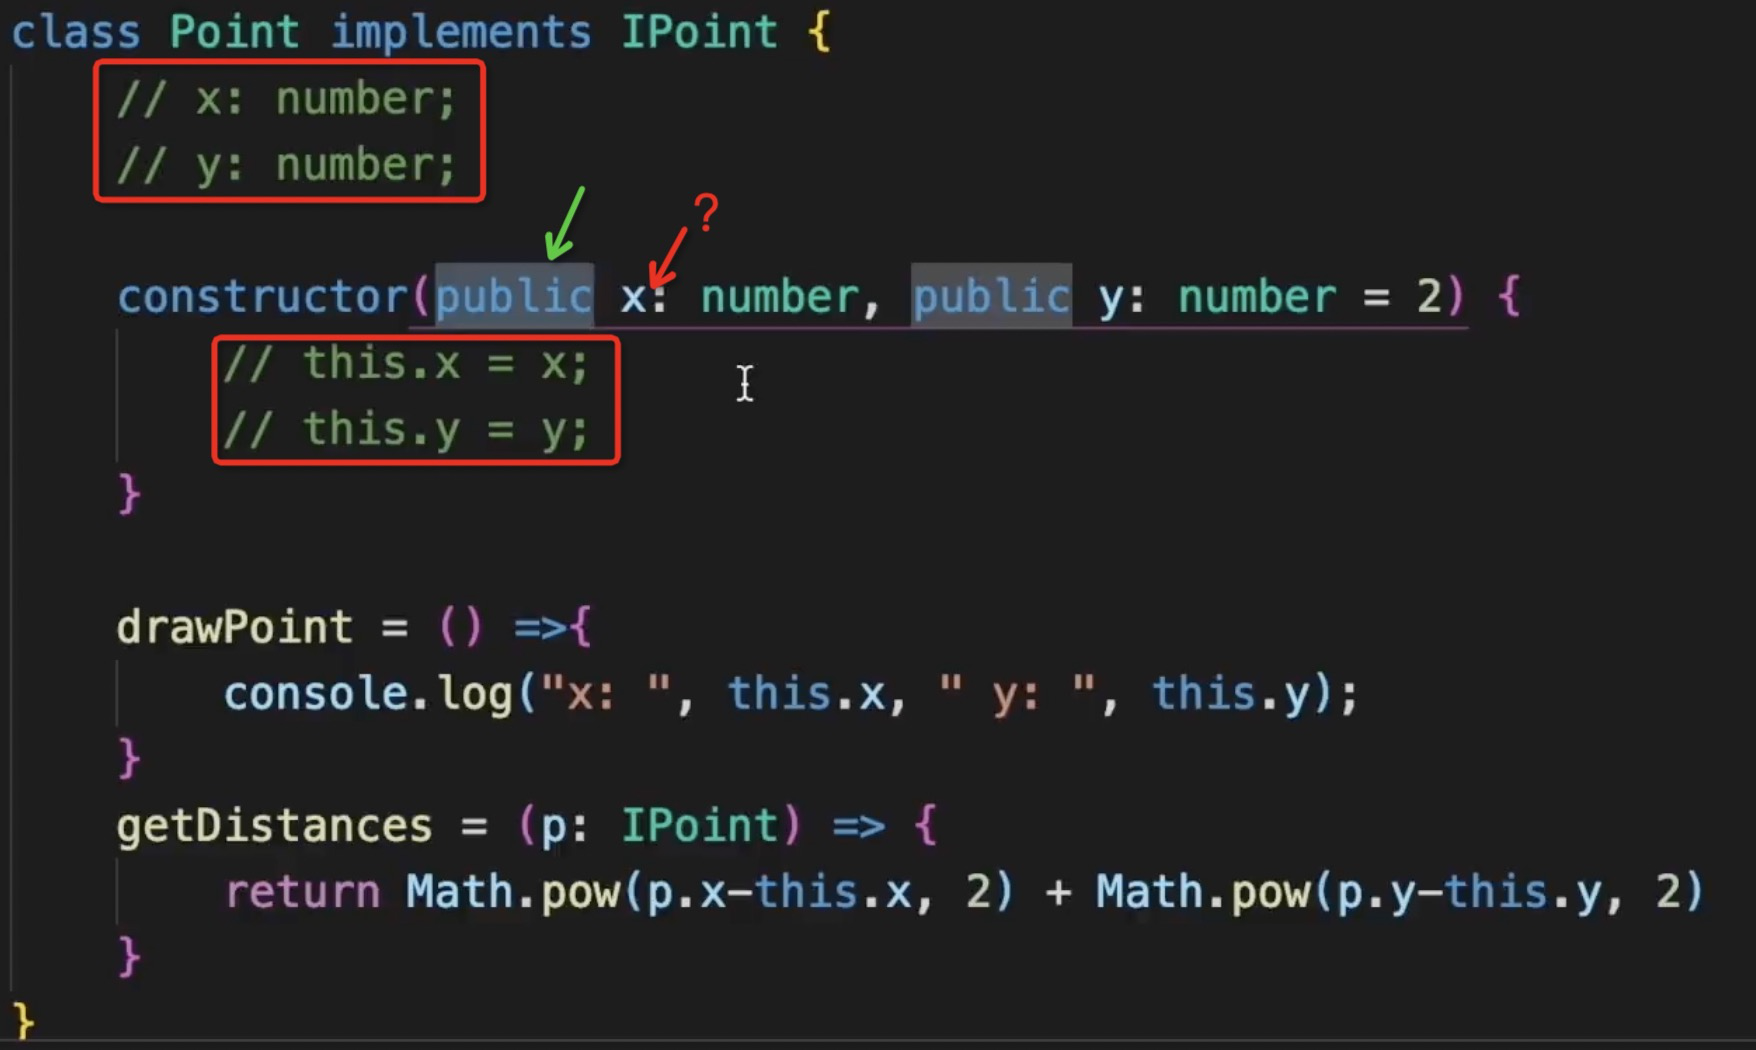 class Point implements IPoint {
// x: number;
// y: number;
?
constructor(public x: number, public y: number = 2) {
// this.x = x;
// this.y = y;
}
drawPoint = () =>{
console.log("x: ", this.x, " y: ", this.y);
}
getDistances = (p: IPoint) => {
return Math.pow(p.x-this.x, 2) + Math.pow(p.y-this.y, 2)
}
}